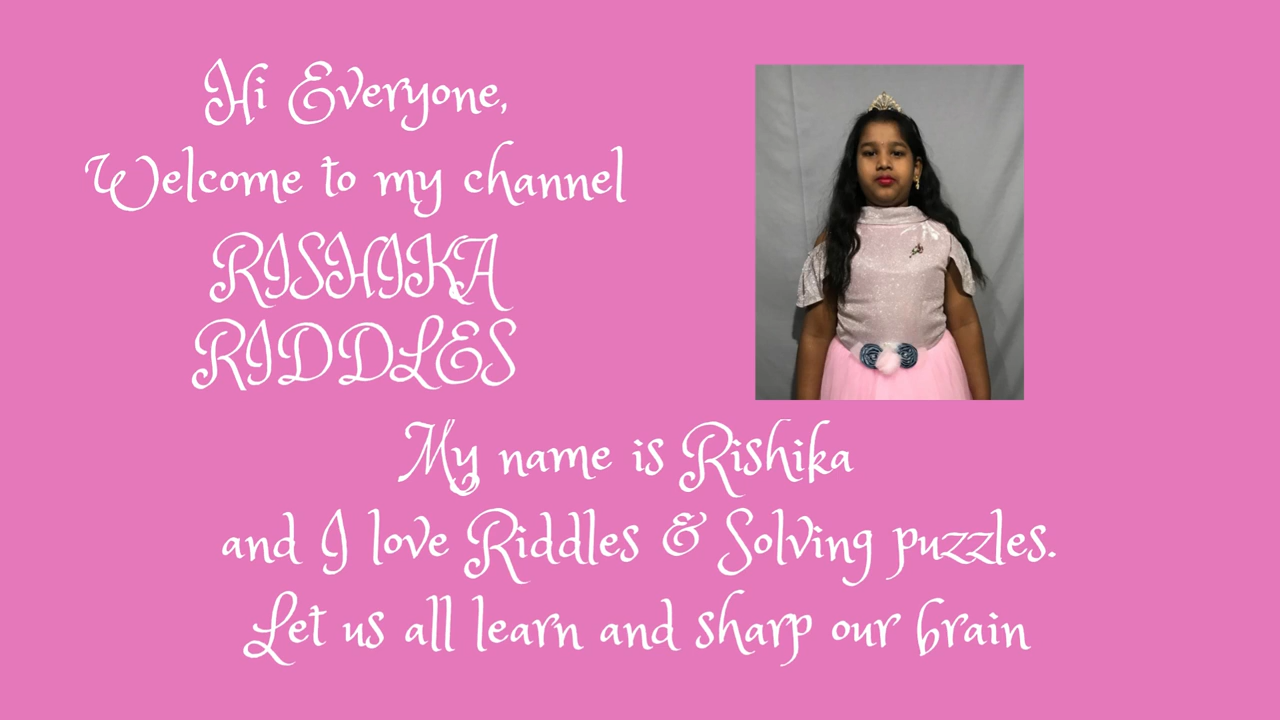 Hi Everyone,
Welcome to my channel
RISHIKA
RIDDLES
My name is Rishika
and I love Riddles & Solving puzzles.
Let us all learn and sharp our brain